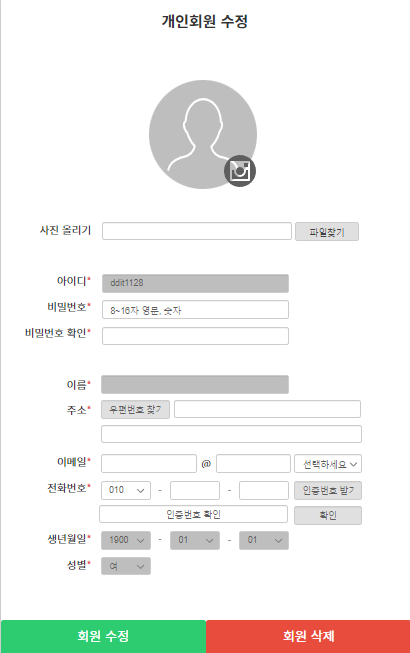 개인회원 수정
사진 올리기 파일찾기
아이디* ddit1128
비밀번호* 8~16자 영문, 숫자
비밀번호 확인*
이름*
주소* 우편번호 찾기
이메일* @ 선택하세요
전화번호* 010 - - 인증번호 받기
인증번호 확인 확인
생년월일* 1900 - 01 - 01
성별* 여
회원 수정 회원 삭제